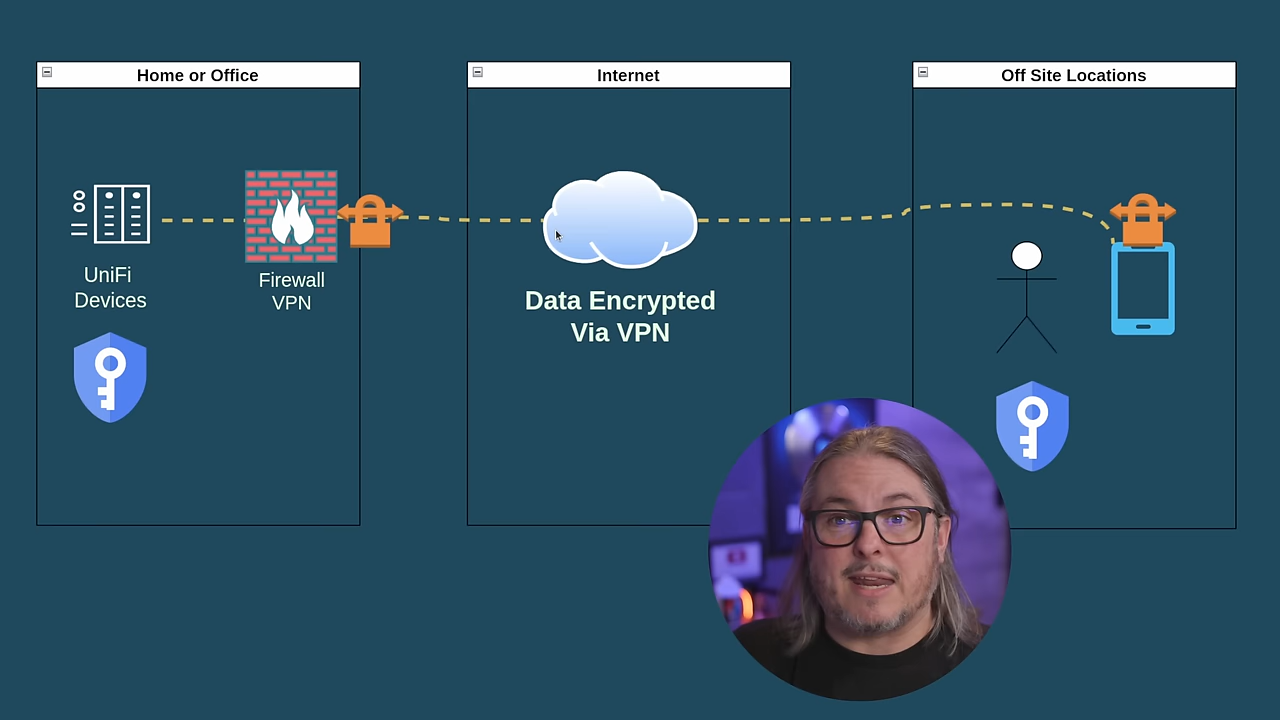 Home or Office
Internet
Off Site Locations
UniFi
Devices
Firewall
VPN
Data Encrypted
Via VPN